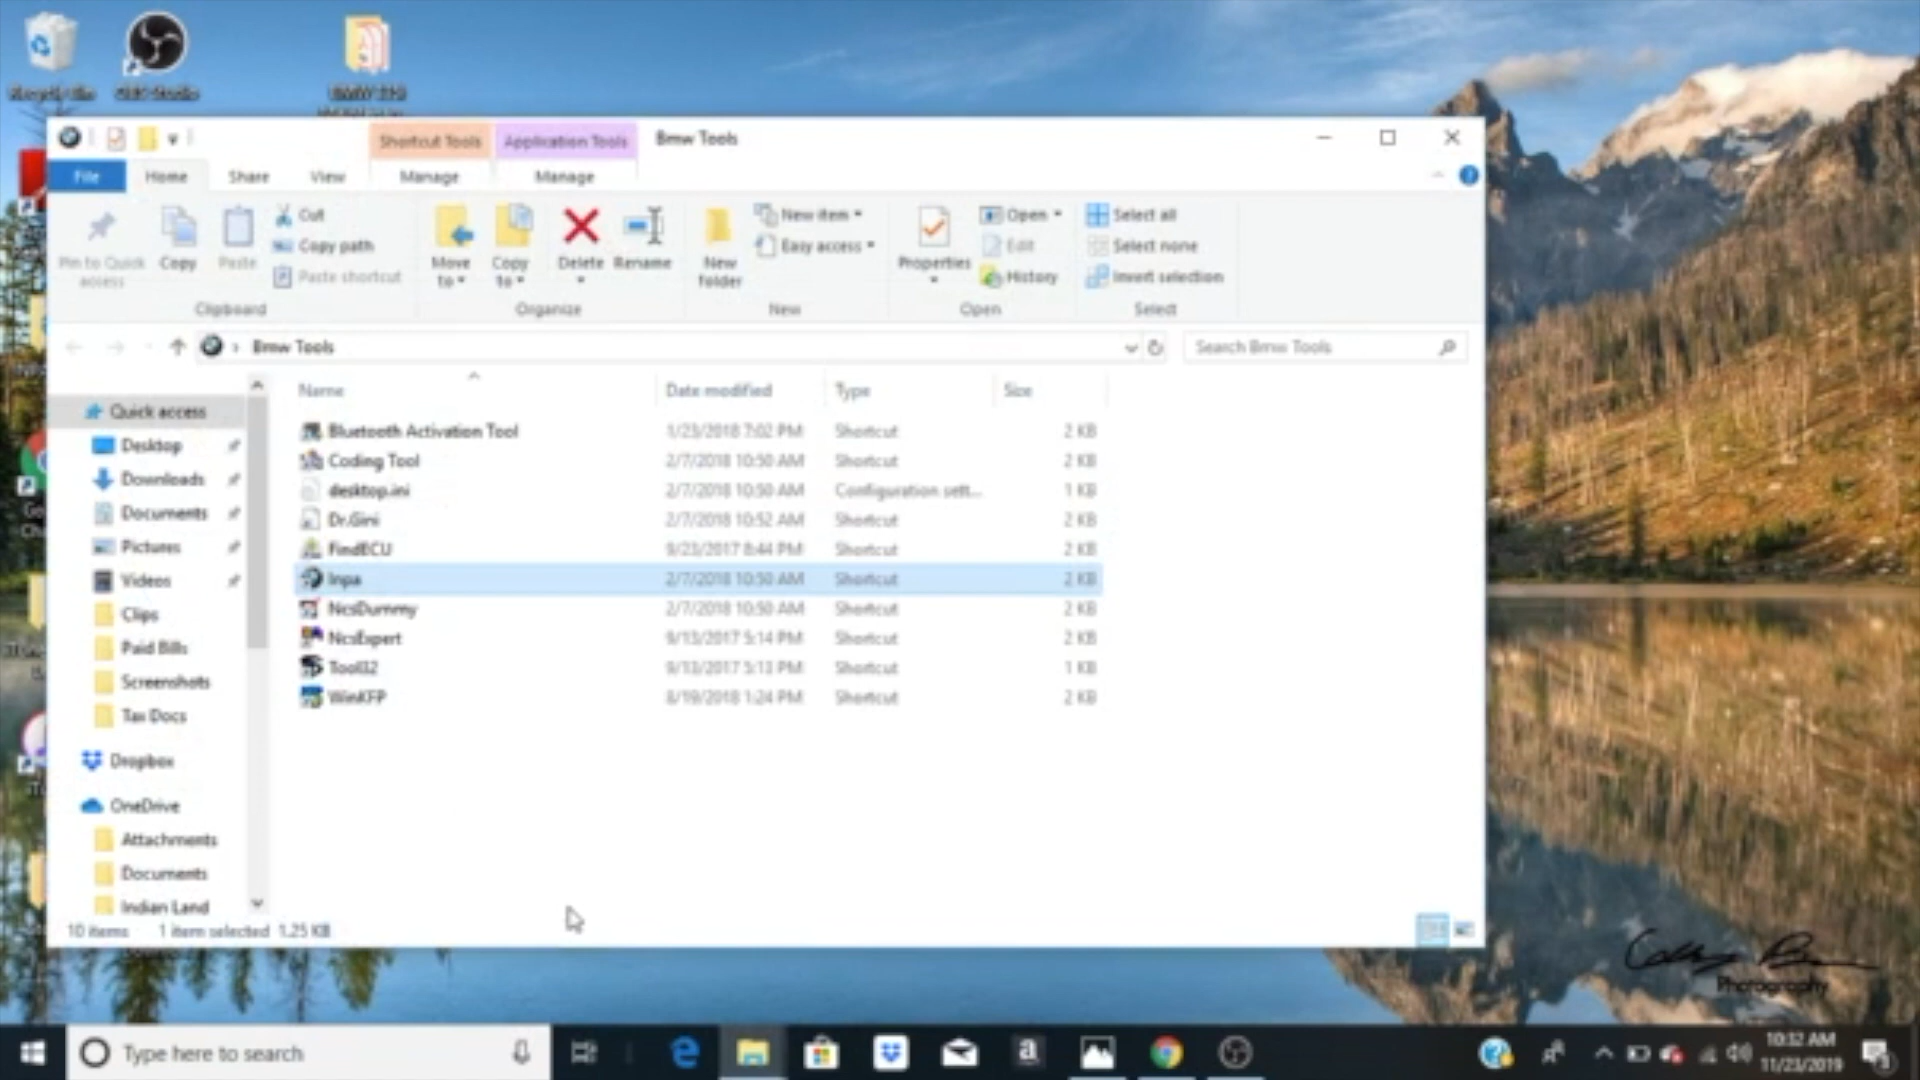 Recycle Bin
OBS Studio
BMW
Shortcut Tools
Application Tools
Bmw Tools
File
Home
Share
View
Manage
Manage
Pin to Quick access
Copy
Paste
Cut
Copy path
Paste shortcut
Move to
Copy to
Delete
Rename
New folder
New item
Easy access
Properties
Open
Edit
History
Select all
Select none
Invert selection
Clipboard
Organize
New
Open
Select
Bmw Tools
Search Bmw Tools
Name Date modified Type Size
Bluetooth Activation Tool 1/23/2018 7:02 PM Shortcut 2 KB
Coding Tool 2/7/2018 10:50 AM Shortcut 2 KB
desktop.ini 2/7/2018 10:50 AM Configuration sett... 1 KB
Dr.Gini 2/7/2018 10:52 AM Shortcut 2 KB
FindECU 9/23/2017 8:44 PM Shortcut 2 KB
Inpa 2/7/2018 10:50 AM Shortcut 2 KB
NcsDummy 2/7/2018 10:50 AM Shortcut 2 KB
NcsExpert 9/13/2017 5:14 PM Shortcut 2 KB
Tool32 9/13/2017 5:13 PM Shortcut 1 KB
WinKFP 8/19/2018 1:24 PM Shortcut 2 KB
Quick access
Desktop
Downloads
Documents
Pictures
Videos
Clips
Paid Bills
Screenshots
Tax Docs
Dropbox
OneDrive
Attachments
Documents
Indian Land
10 items 1 item selected 1.25 KB
Photography
Type here to search
10:32 AM
11/23/2019